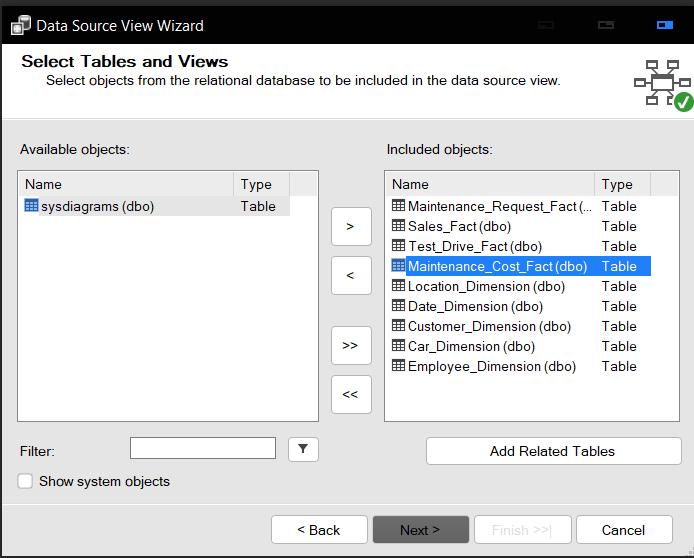 Data Source View Wizard
Select Tables and Views
Select objects from the relational database to be included in the data source view.
Available objects:
Name Type
sysdiagrams (dbo) Table
>
<
>>
<<
Included objects:
Name Type
Maintenance_Request_Fact (... Table
Sales_Fact (dbo) Table
Test_Drive_Fact (dbo) Table
Maintenance_Cost_Fact (dbo) Table
Location_Dimension (dbo) Table
Date_Dimension (dbo) Table
Customer_Dimension (dbo) Table
Car_Dimension (dbo) Table
Employee_Dimension (dbo) Table
Filter:
Add Related Tables
Show system objects
< Back Next > Finish >>| Cancel